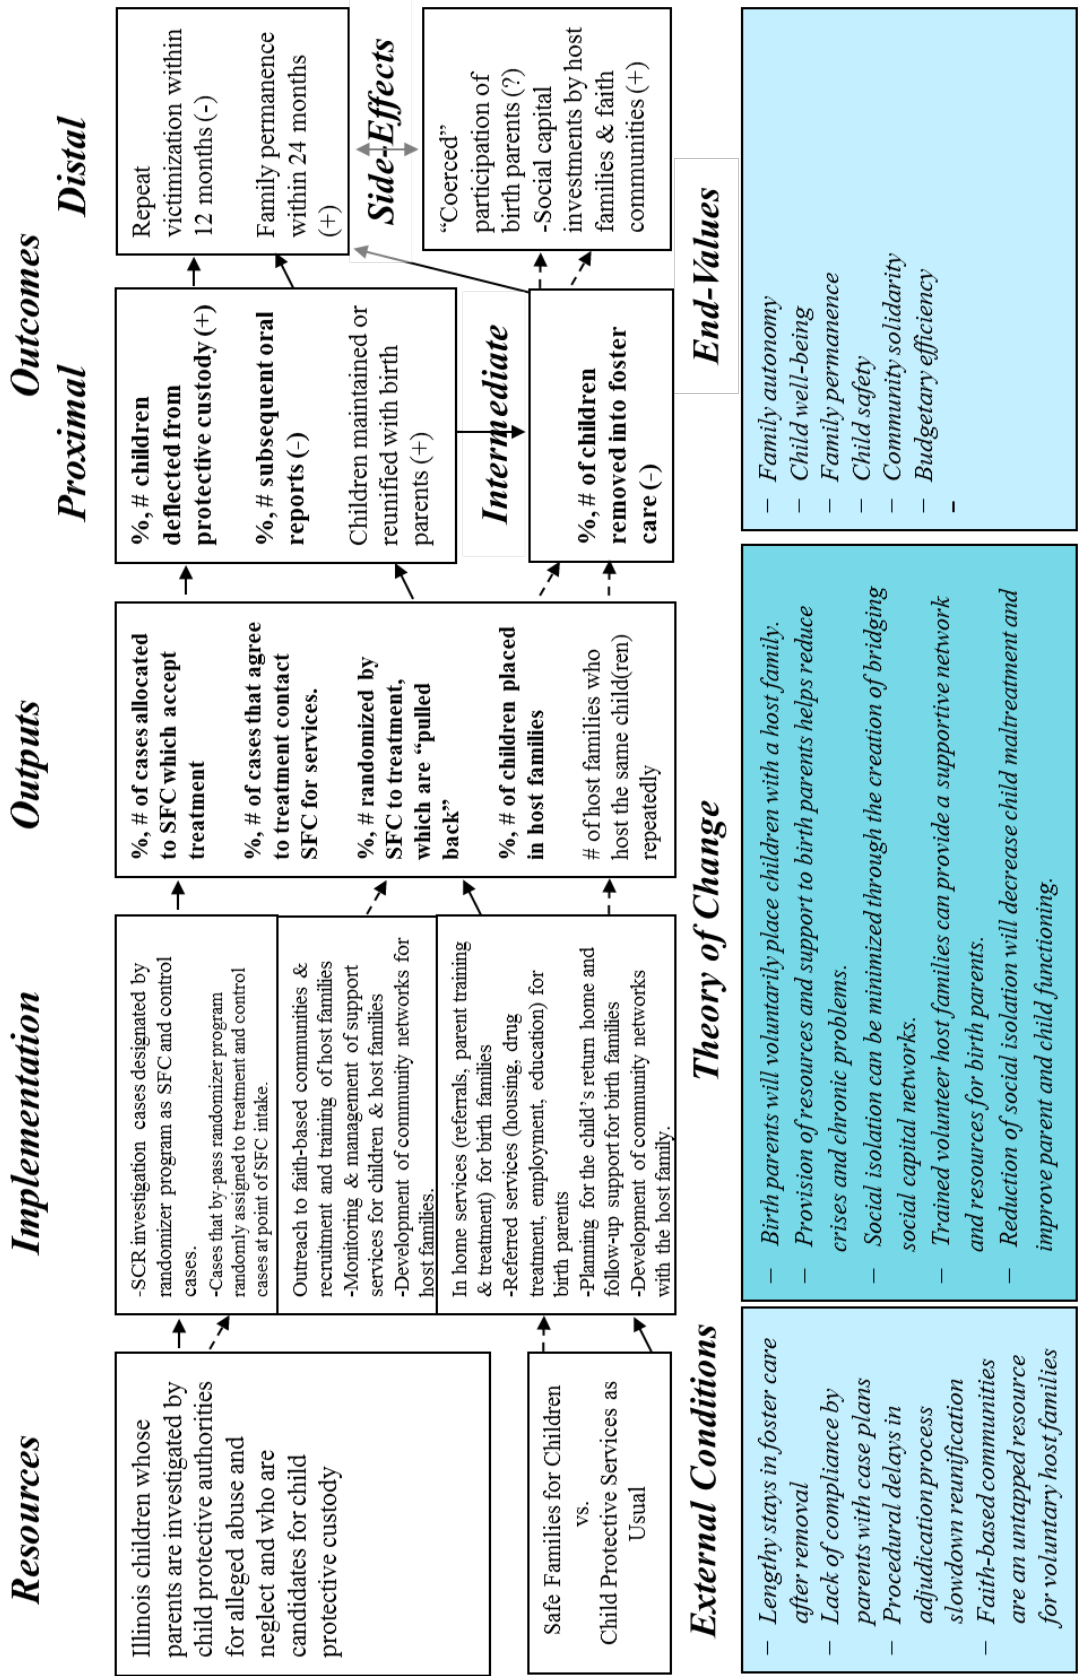 Resources
Implementation
Outputs
Outcomes
Proximal
Distal
Illinois children whose
parents are investigated by
child protective authorities
for alleged abuse and
neglect and who are
candidates for child
protective custody
Safe Families for Children
vs.
Child Protective Services as
Usual
-SCR investigation cases designated by
randomizer program as SFC and control
cases.
-Cases that by-pass randomizer program
randomly assigned to treatment and control
cases at point of SFC intake.
Outreach to faith-based communities &
recruitment and training of host families
-Monitoring & management of support
services for children & host families
-Development of community networks for
host families.
In home services (referrals, parent training
& treatment) for birth families
-Referred services (housing, drug
treatment, employment, education) for
birth parents
-Planning for the child’s return home and
follow-up support for birth families
-Development of community networks
with the host family.
%, # of cases allocated
to SFC which accept
treatment
%, # of cases that agree
to treatment contact
SFC for services.
%, # randomized by
SFC to treatment,
which are “pulled
back”
%, # of children placed
in host families
# of host families who
host the same child(ren)
repeatedly
%, # children
deflected from
protective custody (+)
%, # subsequent oral
reports (-)
Children maintained or
reunified with birth
parents (+)
Intermediate
%, # of children
removed into foster
care (-)
Repeat
victimization within
12 months (-)
Family permanence
within 24 months
(+)
Side-Effects
“Coerced”
participation of
birth parents (?)
-Social capital
investments by host
families & faith
communities (+)
External Conditions
– Lengthy stays in foster care
after removal
– Lack of compliance by
parents with case plans
– Procedural delays in
adjudication process
slowdown reunification
– Faith-based communities
are an untapped resource
for voluntary host families
Theory of Change
– Birth parents will voluntarily place children with a host family.
– Provision of resources and support to birth parents helps reduce
crises and chronic problems.
– Social isolation can be minimized through the creation of bridging
social capital networks.
– Trained volunteer host families can provide a supportive network
and resources for birth parents.
– Reduction of social isolation will decrease child maltreatment and
improve parent and child functioning.
End-Values
– Family autonomy
– Child well-being
– Family permanence
– Child safety
– Community solidarity
– Budgetary efficiency
–